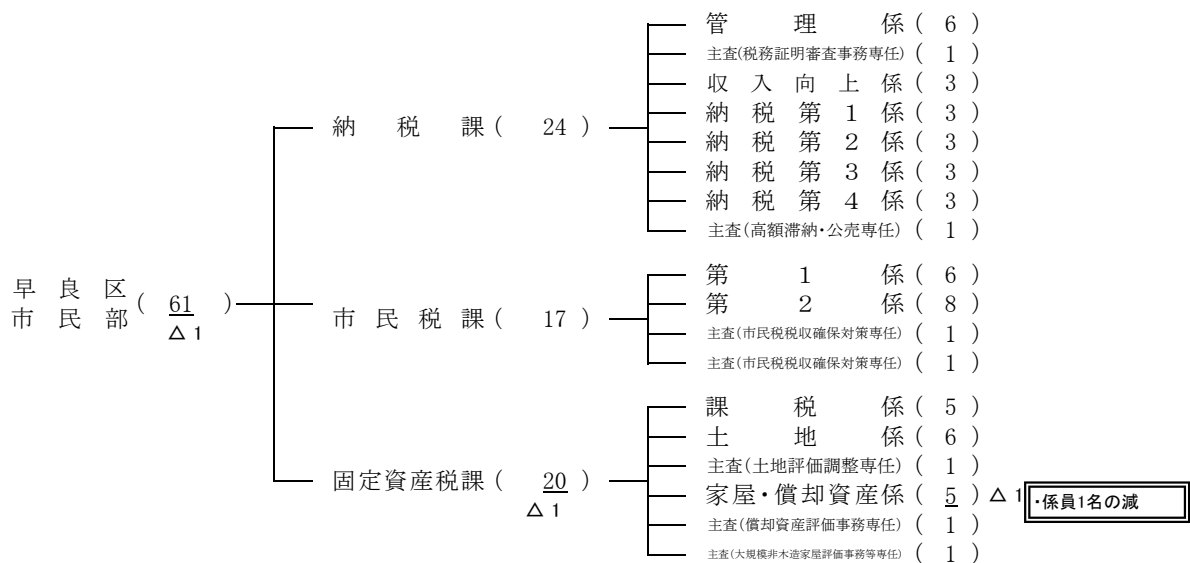 管理係( 6 )
主査(税務証明審査事務専任) ( 1 )
収入向上係( 3 )
納税課( 24 )
納税第1係( 3 )
納税第2係( 3 )
納税第3係( 3 )
納税第4係( 3 )
主査(高額滞納・公売専任) ( 1 )
早良区
市民部( 61 )
△ 1
市民税課( 17 )
第1係( 6 )
第2係( 8 )
主査(市民税税収確保対策専任) ( 1 )
主査(市民税税収確保対策専任) ( 1 )
固定資産税課( 20 )
△ 1
課税係( 5 )
土地係( 6 )
主査(土地評価調整専任) ( 1 )
家屋・償却資産係( 5 ) △ 1
・係員1名の減
主査(償却資産評価事務専任) ( 1 )
主査(大規模非木造家屋評価事務等専任) ( 1 )